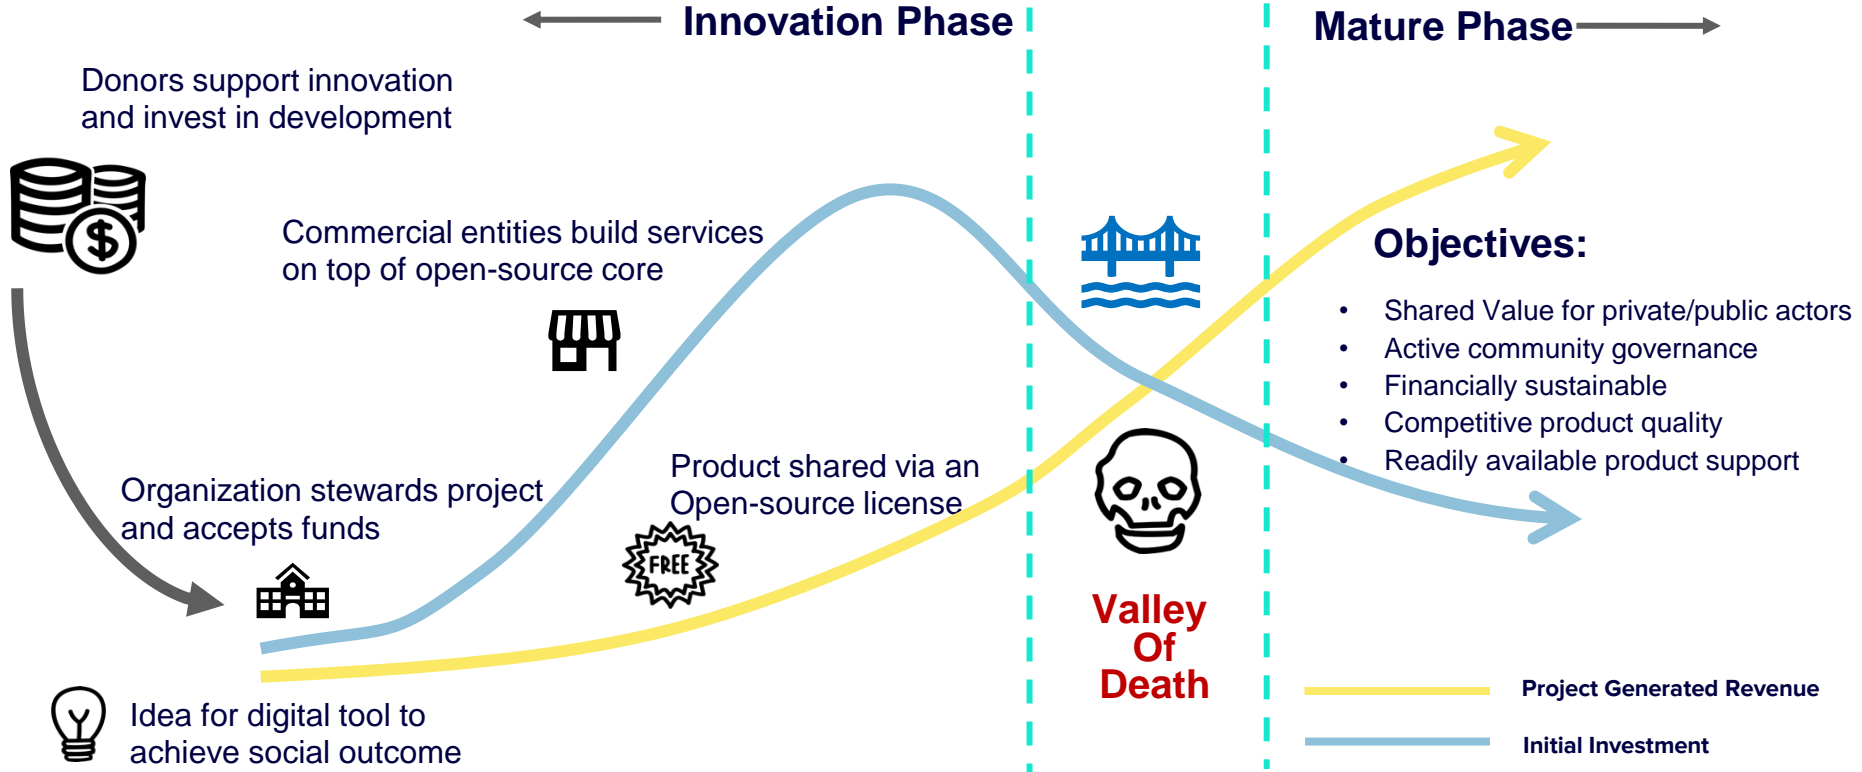 Innovation Phase
Mature Phase
Donors support innovation
and invest in development
$
Commercial entities build services
on top of open-source core
Organization stewards project
and accepts funds
Product shared via an
Open-source license
FREE
Idea for digital tool to
achieve social outcome
Valley
Of
Death
Objectives:
• Shared Value for private/public actors
• Active community governance
• Financially sustainable
• Competitive product quality
• Readily available product support
Project Generated Revenue
Initial Investment